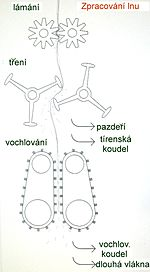 lámání
Zpracování lnu
tření
pazdeří
tírenská
koudel
vochlování
vochlov.
koudel
dlouhá vlákna